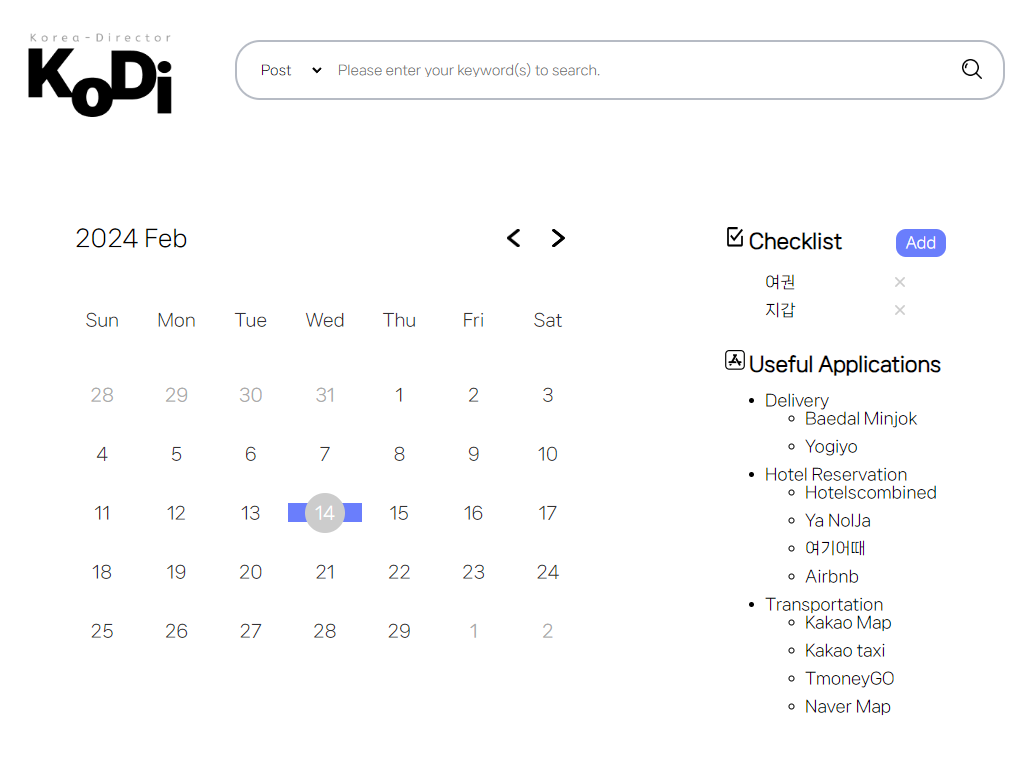 Korea-Director
KoDi
Post Please enter your keyword(s) to search.
2024 Feb
Sun Mon Tue Wed Thu Fri Sat
28 29 30 31 1 2 3
4 5 6 7 8 9 10
11 12 13 14 15 16 17
18 19 20 21 22 23 24
25 26 27 28 29 1 2
Checklist Add
여권 ×
지갑 ×
Useful Applications
Delivery
Baedal Minjok
Yogiyo
Hotel Reservation
Hotelscombined
Ya NolJa
여기어때
Airbnb
Transportation
Kakao Map
Kakao taxi
TmoneyGO
Naver Map